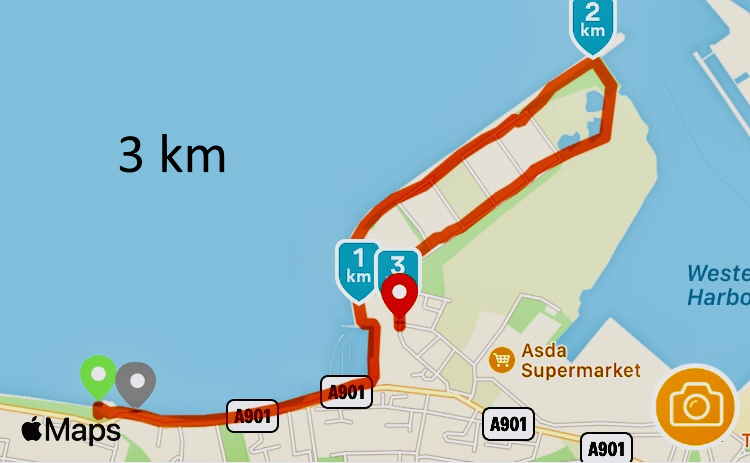 2
km
3 km
1
km
3
Weste
Harbo
Asda
Supermarket
A901
A901
A901
A901
Maps
T